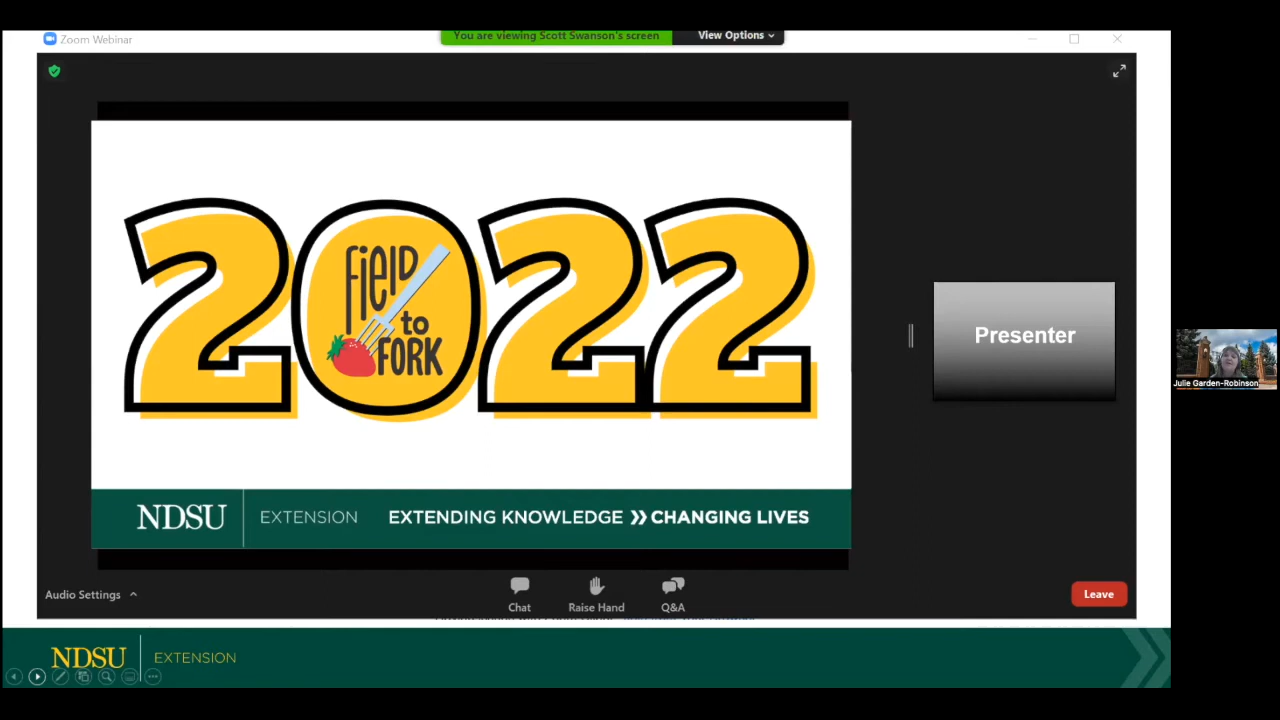 Zoom Webinar
You are viewing Scott Swanson's screen
View Options
2022
field
to
FORK
Presenter
Julie Garden-Robinson
NDSU
EXTENSION
EXTENDING KNOWLEDGE
CHANGING LIVES
Audio Settings
Chat
Raise Hand
Q&A
Leave
NDSU
EXTENSION